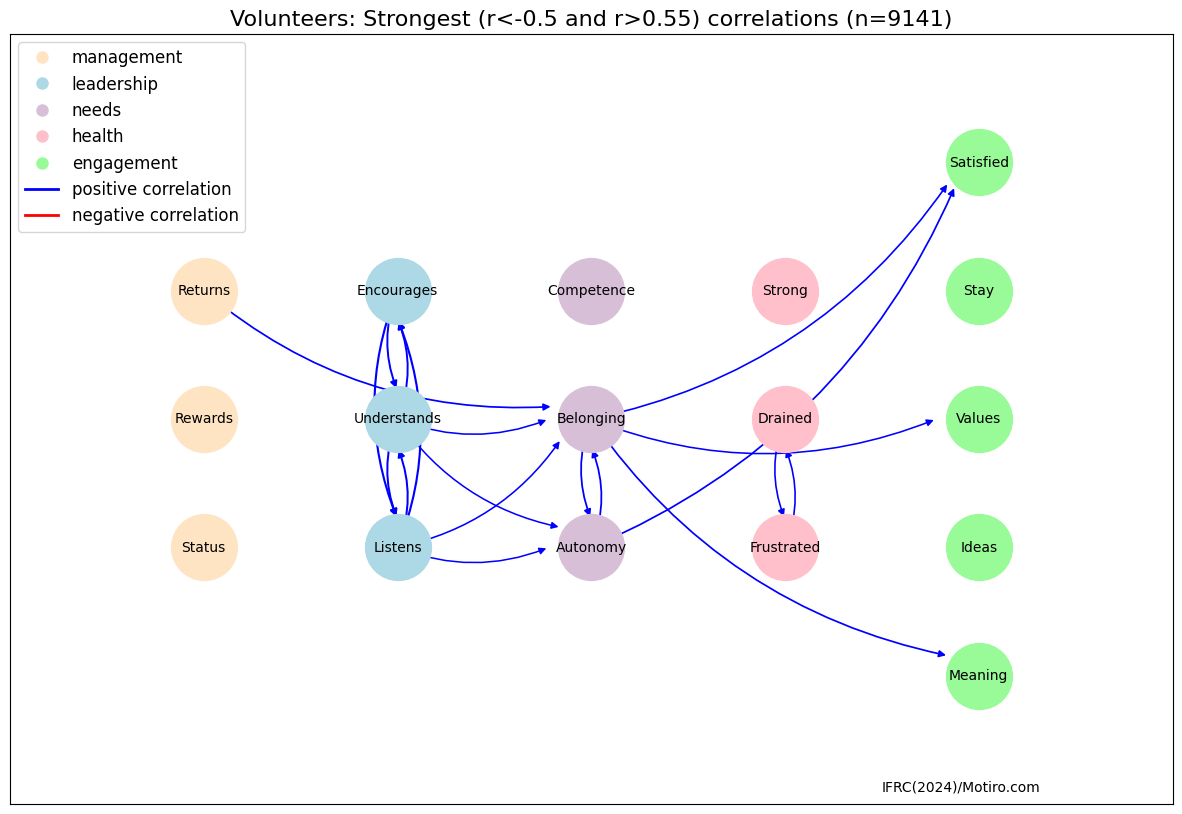 Volunteers: Strongest (r<-0.5 and r>0.55) correlations (n=9141)
management
leadership
needs
health
engagement
positive correlation
negative correlation
Satisfied
Returns
Encourages
Competence
Strong
Stay
Rewards
Understands
Belonging
Drained
Values
Status
Listens
Autonomy
Frustrated
Ideas
Meaning
IFRC(2024)/Motiro.com